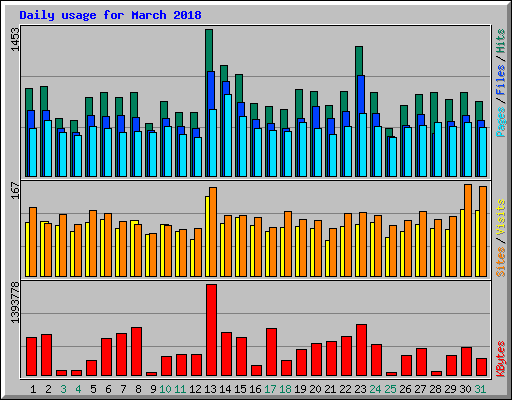 Daily usage for March 2018
1453
Pages / Files / Hits
167
Sites / Visits
1393778
KBytes
1 2 3 4 5 6 7 8 9 10 11 12 13 14 15 16 17 18 19 20 21 22 23 24 25 26 27 28 29 30 31